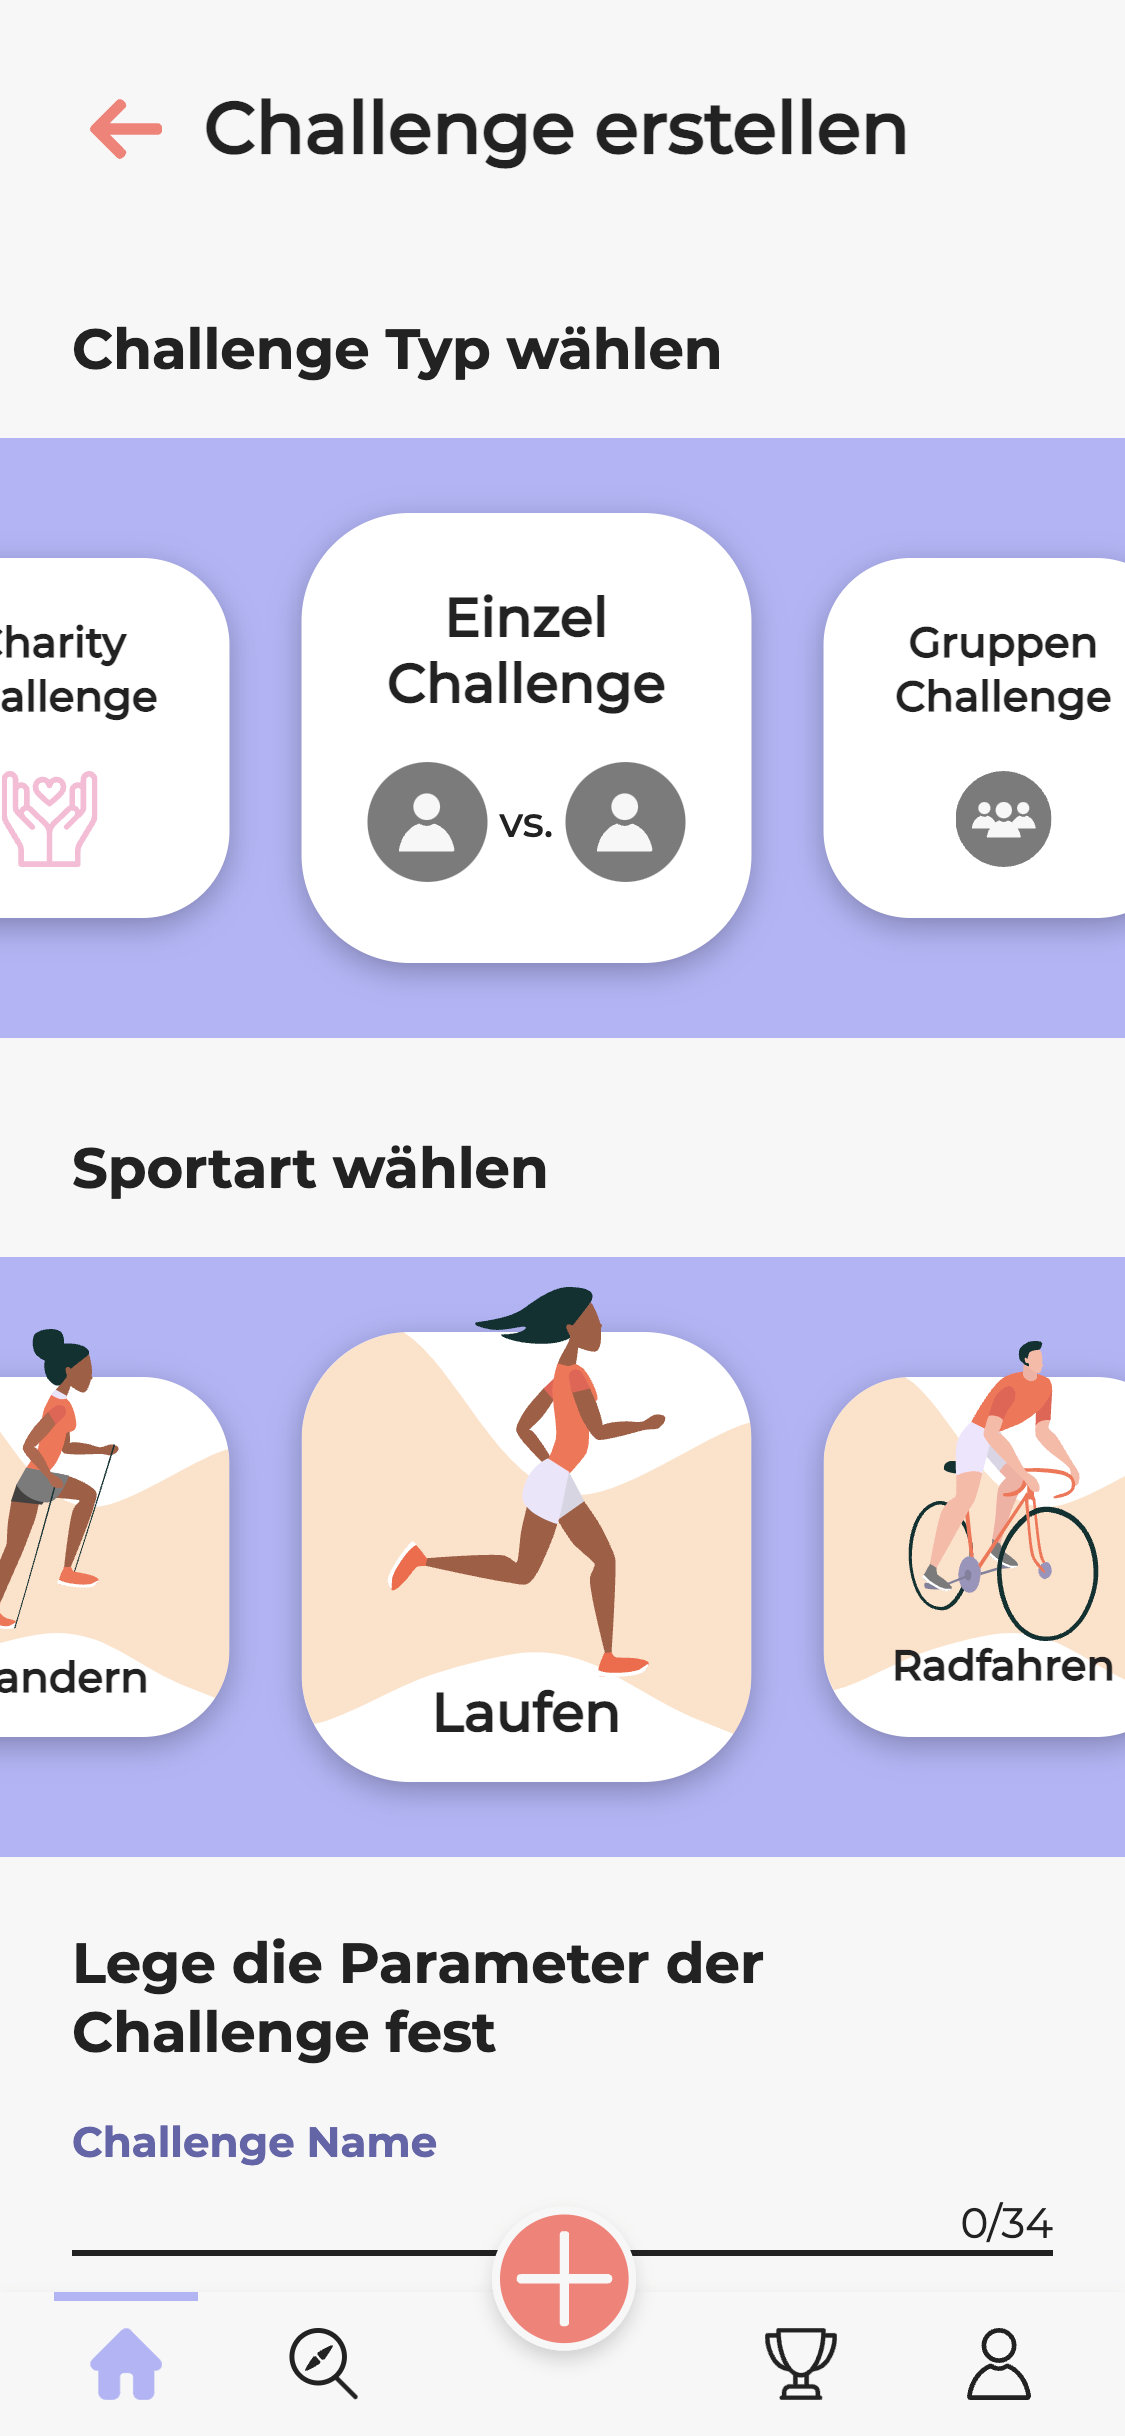 Challenge erstellen
Challenge Typ wählen
harity
allenge
Einzel
Challenge
vs.
Gruppen
Challenge
Sportart wählen
andern
Laufen
Radfahren
Lege die Parameter der
Challenge fest
Challenge Name
0/34